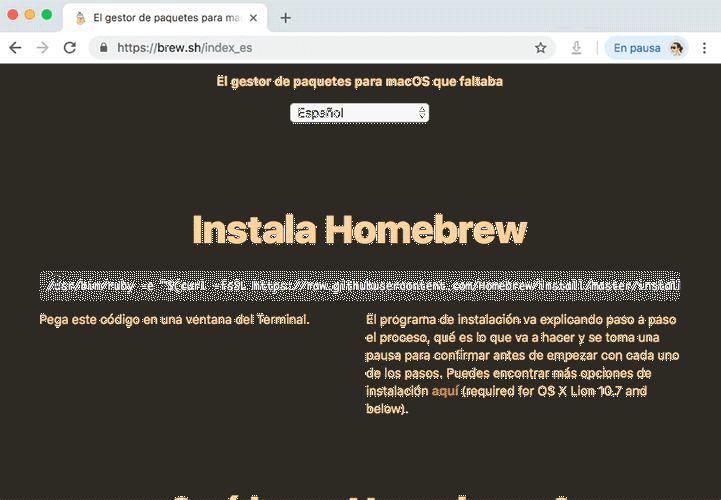 El gestor de paquetes para ma
https://brew.sh/index_es
En pausa
El gestor de paquetes para macOS que faltaba
Español
Instala Homebrew
/usr/bin/ruby -e "$(curl -fsSL https://raw.githubusercontent.com/Homebrew/install/master/instal
Pega este código en una ventana del Terminal.
El programa de instalación va explicando paso a paso
el proceso, qué es lo que va a hacer y se toma una
pausa para confirmar antes de empezar con cada uno
de los pasos. Puedes encontrar más opciones de
instalación aquí (required for OS X Lion 10.7 and
below).